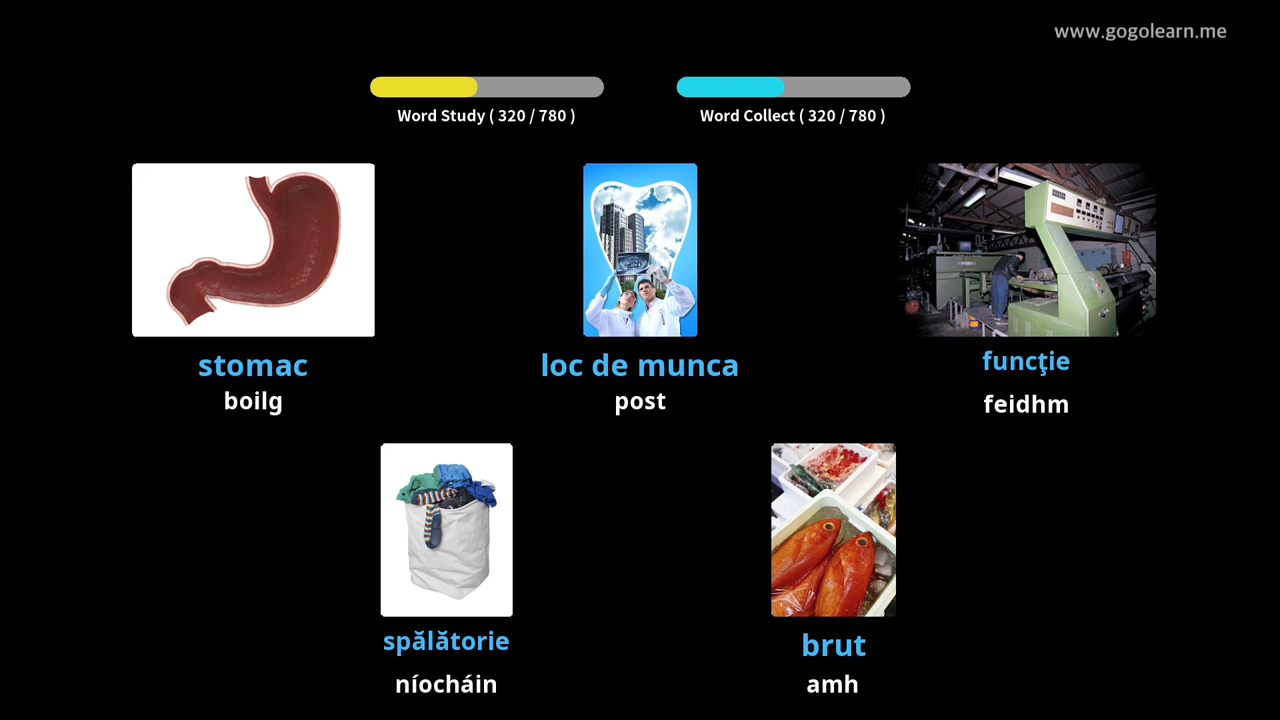 www.gogolearn.me
Word Study ( 320 / 780 )
Word Collect ( 320 / 780 )
stomac
boilg
loc de munca
post
funcţie
feidhm
spălătorie
níocháin
brut
amh